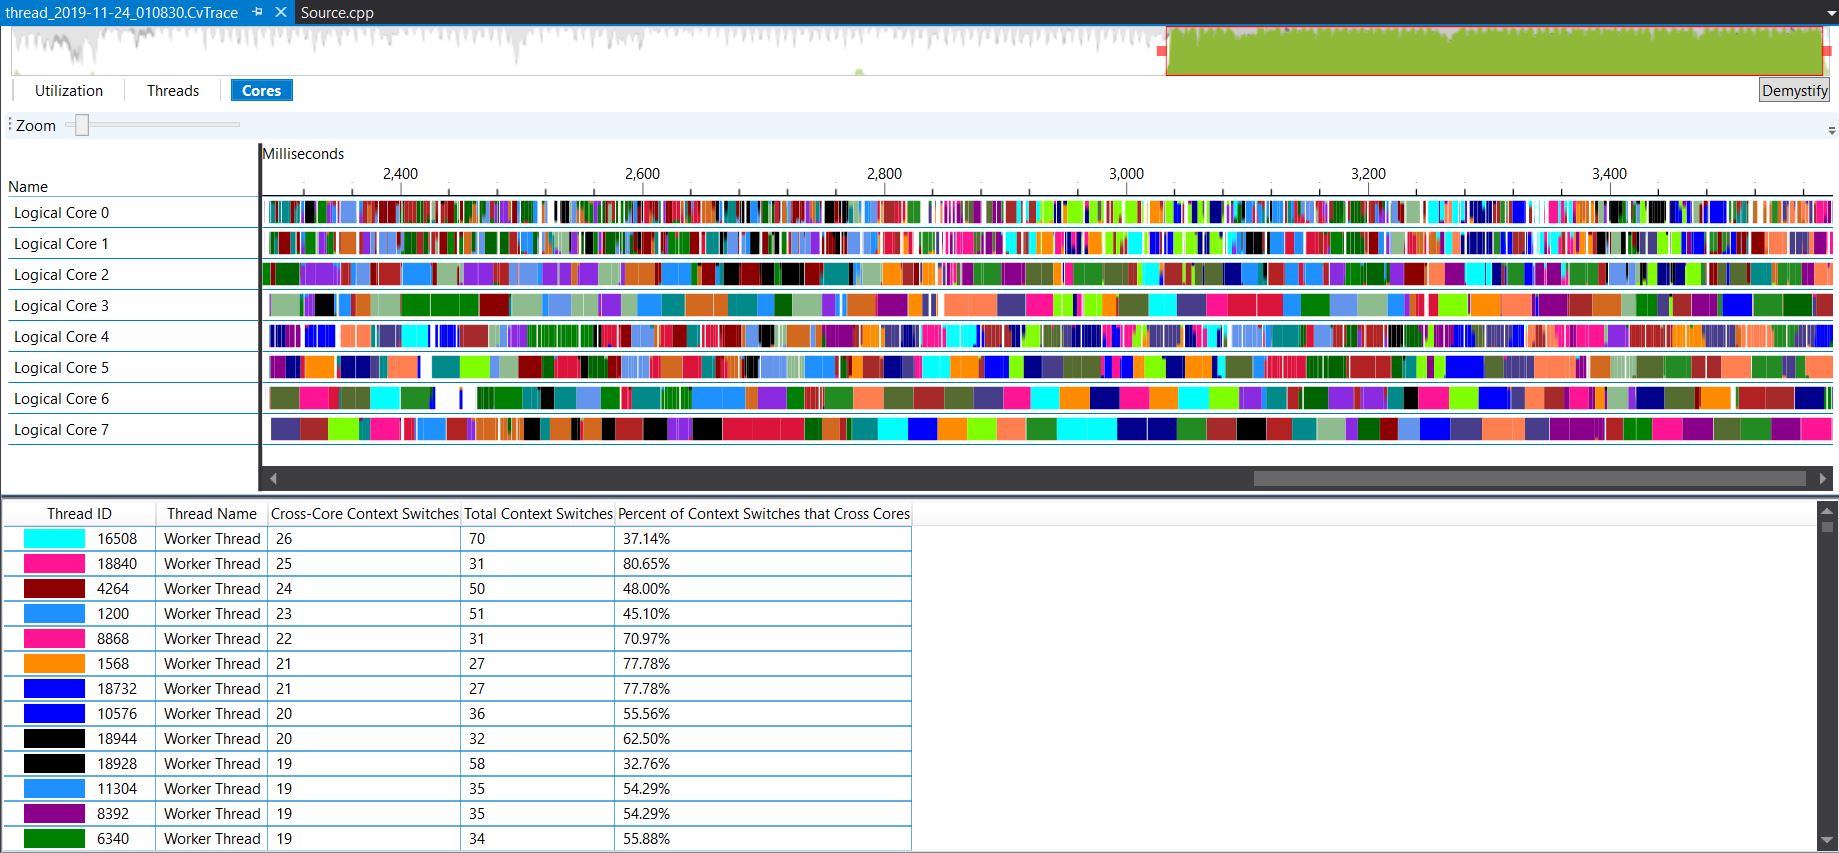 thread_2019-11-24_010830.CvTrace Source.cpp
Utilization Threads Cores Demystify
Zoom
Milliseconds
2,400 2,600 2,800 3,000 3,200 3,400
Name
Logical Core 0
Logical Core 1
Logical Core 2
Logical Core 3
Logical Core 4
Logical Core 5
Logical Core 6
Logical Core 7
Thread ID Thread Name Cross-Core Context Switches Total Context Switches Percent of Context Switches that Cross Cores
16508 Worker Thread 26 70 37.14%
18840 Worker Thread 25 31 80.65%
4264 Worker Thread 24 50 48.00%
1200 Worker Thread 23 51 45.10%
8868 Worker Thread 22 31 70.97%
1568 Worker Thread 21 27 77.78%
18732 Worker Thread 21 27 77.78%
10576 Worker Thread 20 36 55.56%
18944 Worker Thread 20 32 62.50%
18928 Worker Thread 19 58 32.76%
11304 Worker Thread 19 35 54.29%
8392 Worker Thread 19 35 54.29%
6340 Worker Thread 19 34 55.88%